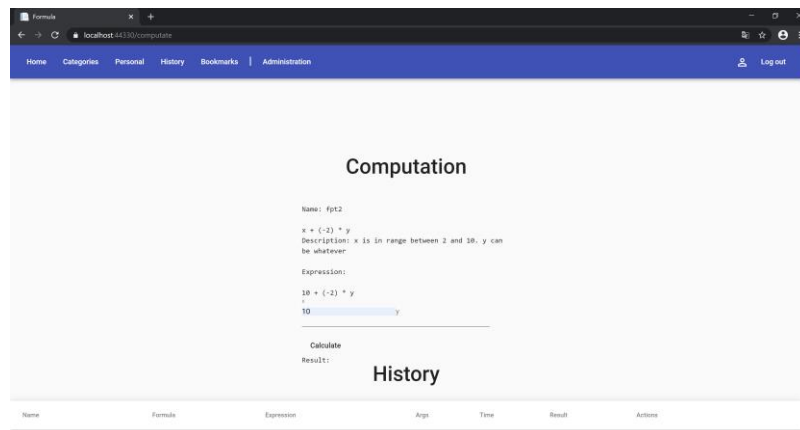 Formula
localhost:44330/computate
Home Categories Personal History Bookmarks | Administration Log out
Computation
Name: fpt2
x + (-2) * y
Description: x is in range between 2 and 10. y can
be whatever
Expression:
10 + (-2) * y
x
10 y
Calculate
Result:
History
Name Formula Expression Args Time Result Actions